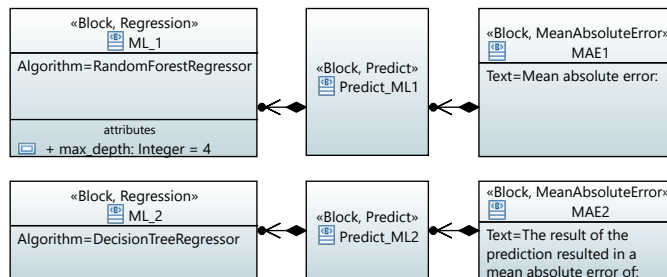 «Block, Regression»
ML_1
Algorithm=RandomForestRegressor
attributes
+ max_depth: Integer = 4
«Block, Predict»
Predict_ML1
«Block, MeanAbsoluteError»
MAE1
Text=Mean absolute error:
«Block, Regression»
ML_2
Algorithm=DecisionTreeRegressor
«Block, Predict»
Predict_ML2
«Block, MeanAbsoluteError»
MAE2
Text=The result of the
prediction resulted in a
mean absolute error of: